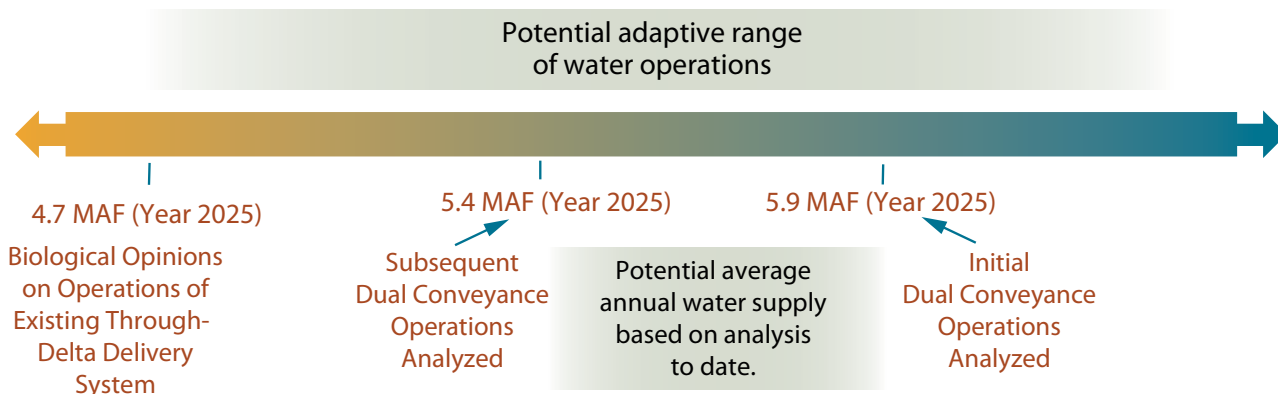 Potential adaptive range
of water operations
4.7 MAF (Year 2025)
5.4 MAF (Year 2025)
5.9 MAF (Year 2025)
Biological Opinions
on Operations of
Existing Through-
Delta Delivery
System
Subsequent
Dual Conveyance
Operations
Analyzed
Potential average
annual water supply
based on analysis
to date.
Initial
Dual Conveyance
Operations
Analyzed